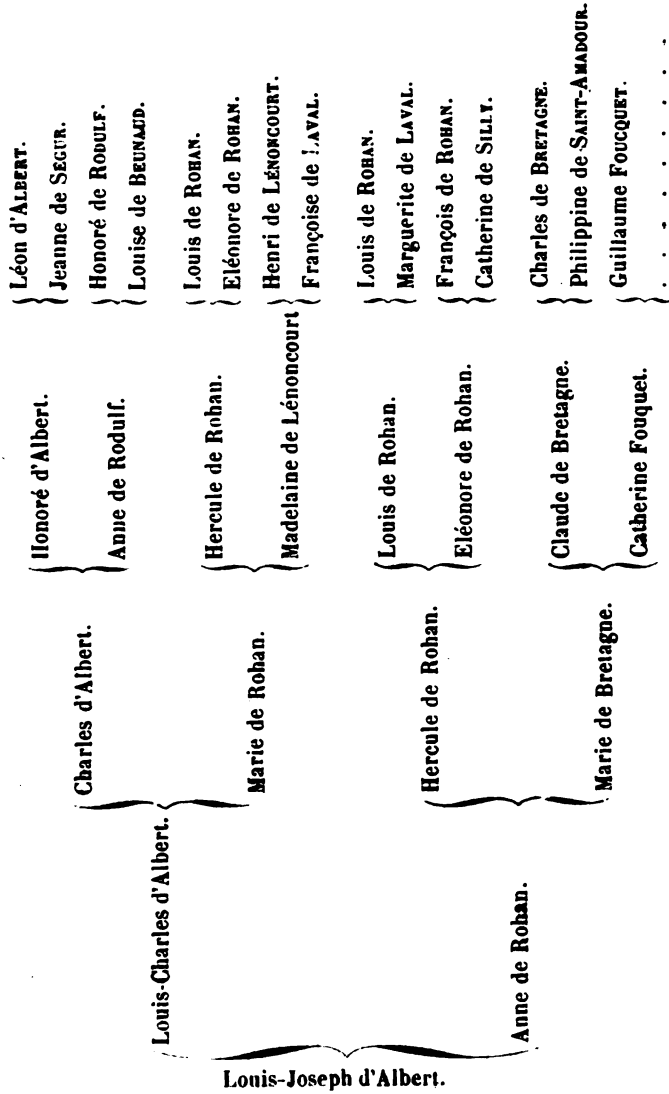 Léon d'ALBERT.
Jeanne de SEGUR.
Honoré de RODULF.
Louise de BEUNAUD.
Louis de ROHAN.
Eléonore de ROHAN.
Henri de LÉNONCOURT.
Françoise de LAVAL.
Louis de ROHAN.
Marguerite de LAVAL.
François de ROHAN.
Catherine de SILLY.
Charles de BRETAGNE.
Philippine de SAINT-AMADOUR.
Guillaume FOUCQUET.
. . . . . . . . .
Honoré d'Albert.
Anne de Rodulf.
Hercule de Rohan.
Madelaine de Lénoncourt
Louis de Rohan.
Eléonore de Rohan.
Claude de Bretagne.
Catherine Fouquet.
Charles d'Albert.
Marie de Rohan.
Hercule de Rohan.
Marie de Bretagne.
Louis-Charles d'Albert.
Anne de Rohan.
Louis-Joseph d'Albert.